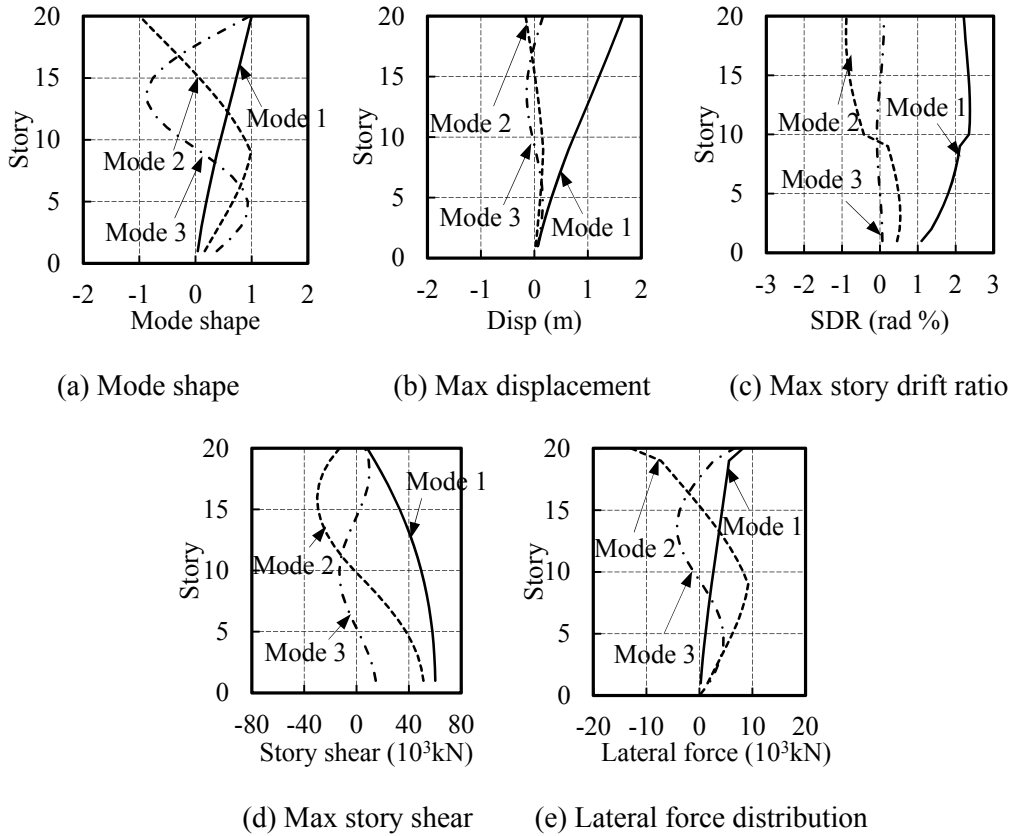 20
15
10
5
0
Story
Mode 1
Mode 2
Mode 3
-2 -1 0 1 2
Mode shape
(a) Mode shape
20
15
10
5
0
Story
Mode 2
Mode 3
Mode 1
-2 -1 0 1 2
Disp (m)
(b) Max displacement
20
15
10
5
0
Story
Mode 1
Mode 2
Mode 3
-3 -2 -1 0 1 2 3
SDR (rad %)
(c) Max story drift ratio
20
15
10
5
0
Story
Mode 1
Mode 2
Mode 3
-80 -40 0 40 80
Story shear (10³kN)
(d) Max story shear
20
15
10
5
0
Story
Mode 1
Mode 2
Mode 3
-20 -10 0 10 20
Lateral force (10³kN)
(e) Lateral force distribution